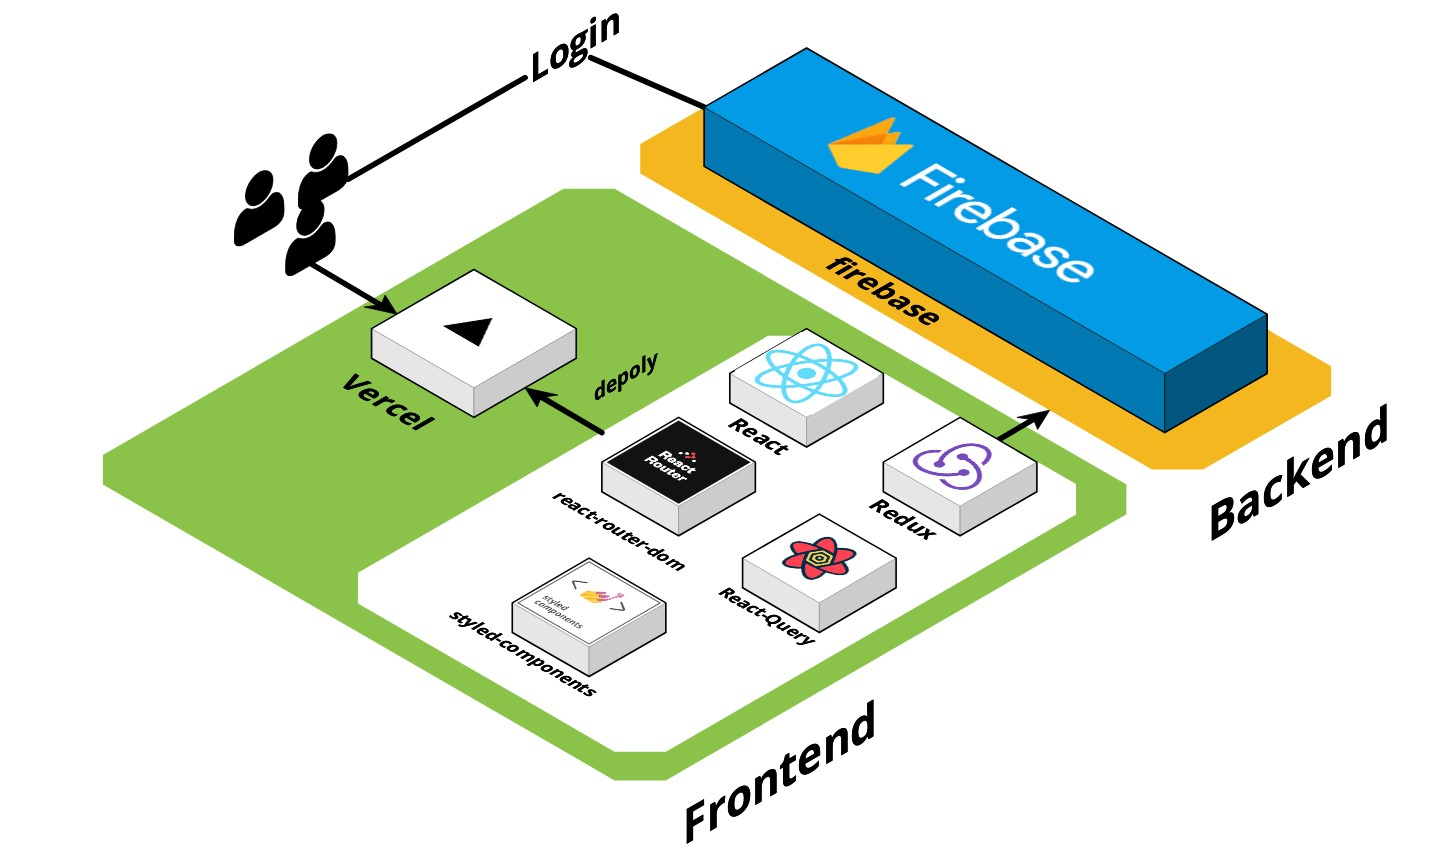 Login
Firebase
firebase
Vercel
depoly
React
React
Router
react-router-dom
Redux
React-Query
styled
components
styled-components
Backend
Frontend